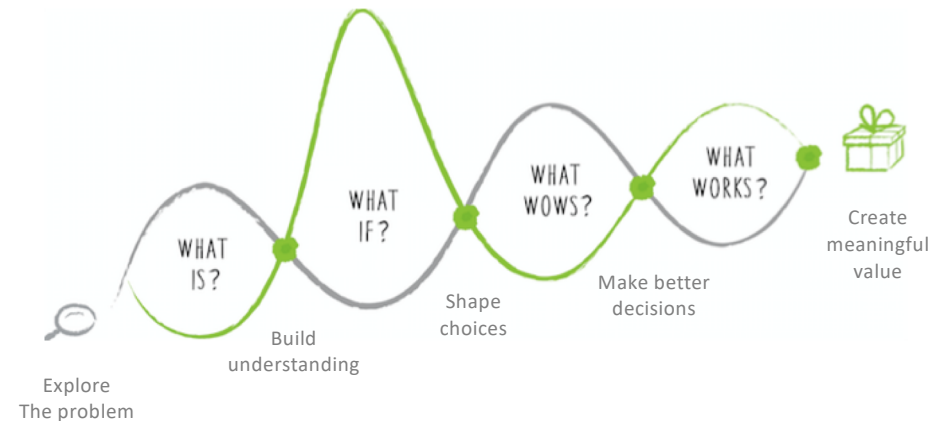 WHAT
IS?
WHAT
IF?
WHAT
WOWS?
WHAT
WORKS?
Explore
The problem
Build
understanding
Shape
choices
Make better
decisions
Create
meaningful
value